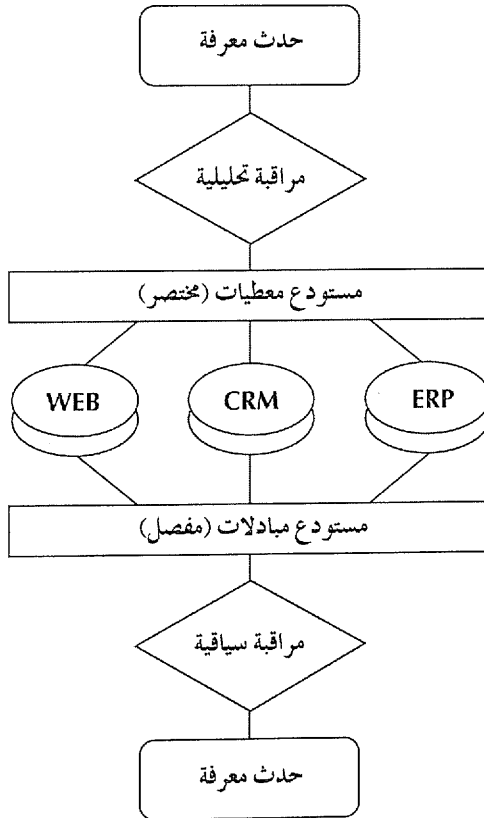 حدث معرفة
مراقبة تحليلية
مستودع معطيات (مختصر)
WEB CRM ERP
مستودع مبادلات (مفصل)
مراقبة سياقية
حدث معرفة